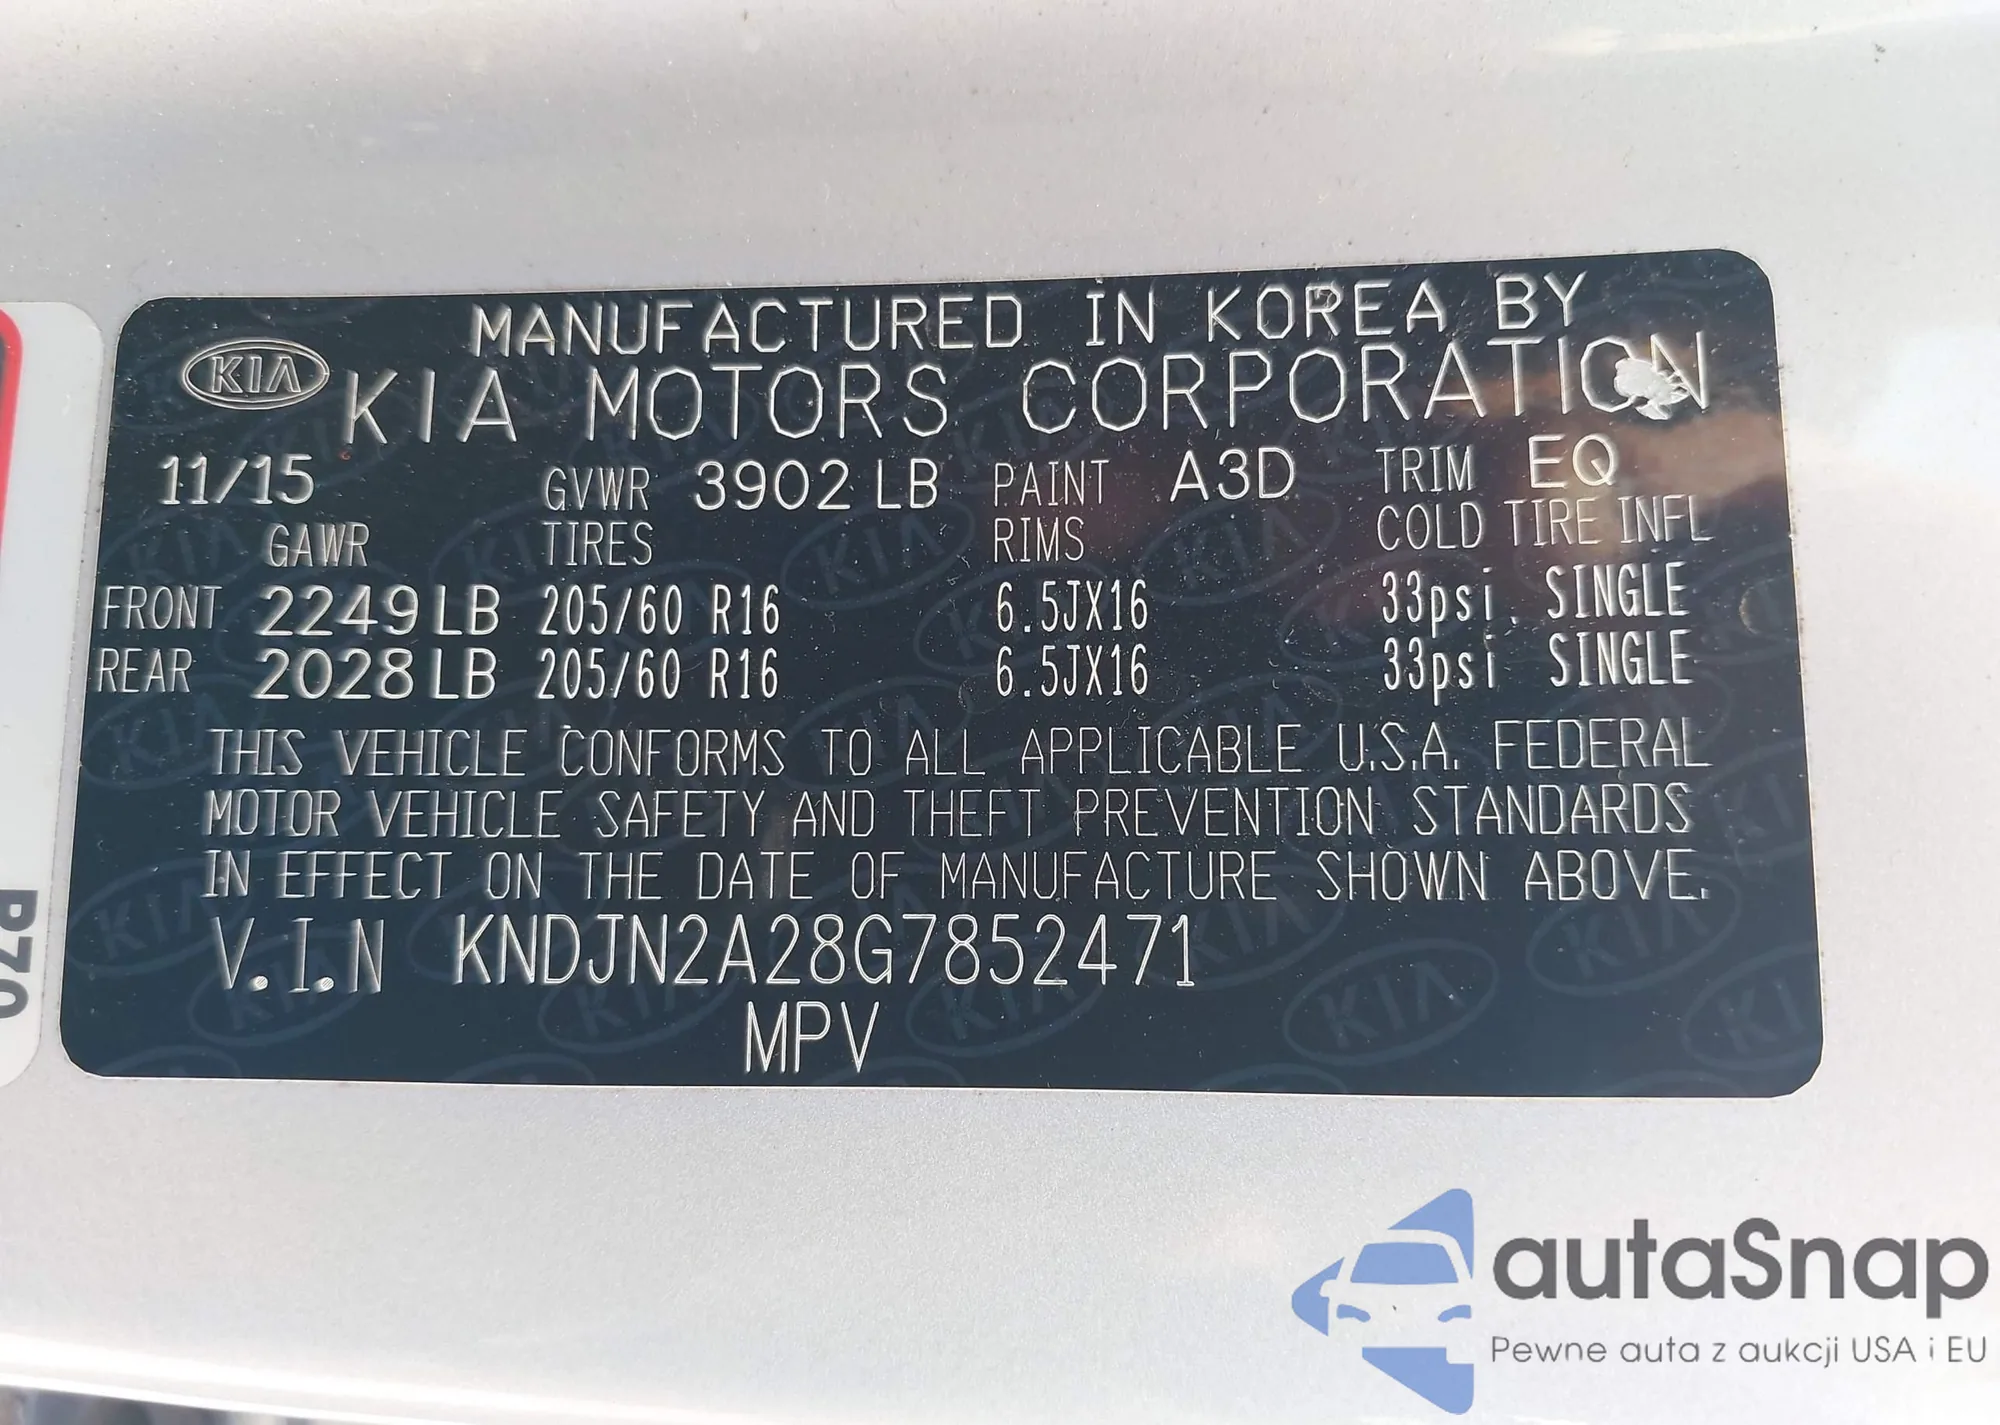 MANUFACTURED IN KOREA BY
KIA KIA MOTORS CORPORATION
11/15 GVWR 3902 LB PAINT A3D TRIM EQ
GAWR TIRES RIMS COLD TIRE INFL
FRONT 2249 LB 205/60 R16 6.5JX16 33psi. SINGLE
REAR 2028 LB 205/60 R16 6.5JX16 33psi SINGLE
THIS VEHICLE CONFORMS TO ALL APPLICABLE U.S.A. FEDERAL
MOTOR VEHICLE SAFETY AND THEFT PREVENTION STANDARDS
IN EFFECT ON THE DATE OF MANUFACTURE SHOWN ABOVE.
V.I.N KNDJN2A28G7852471
MPV
autaSnap
Pewne auta z aukcji USA i EU